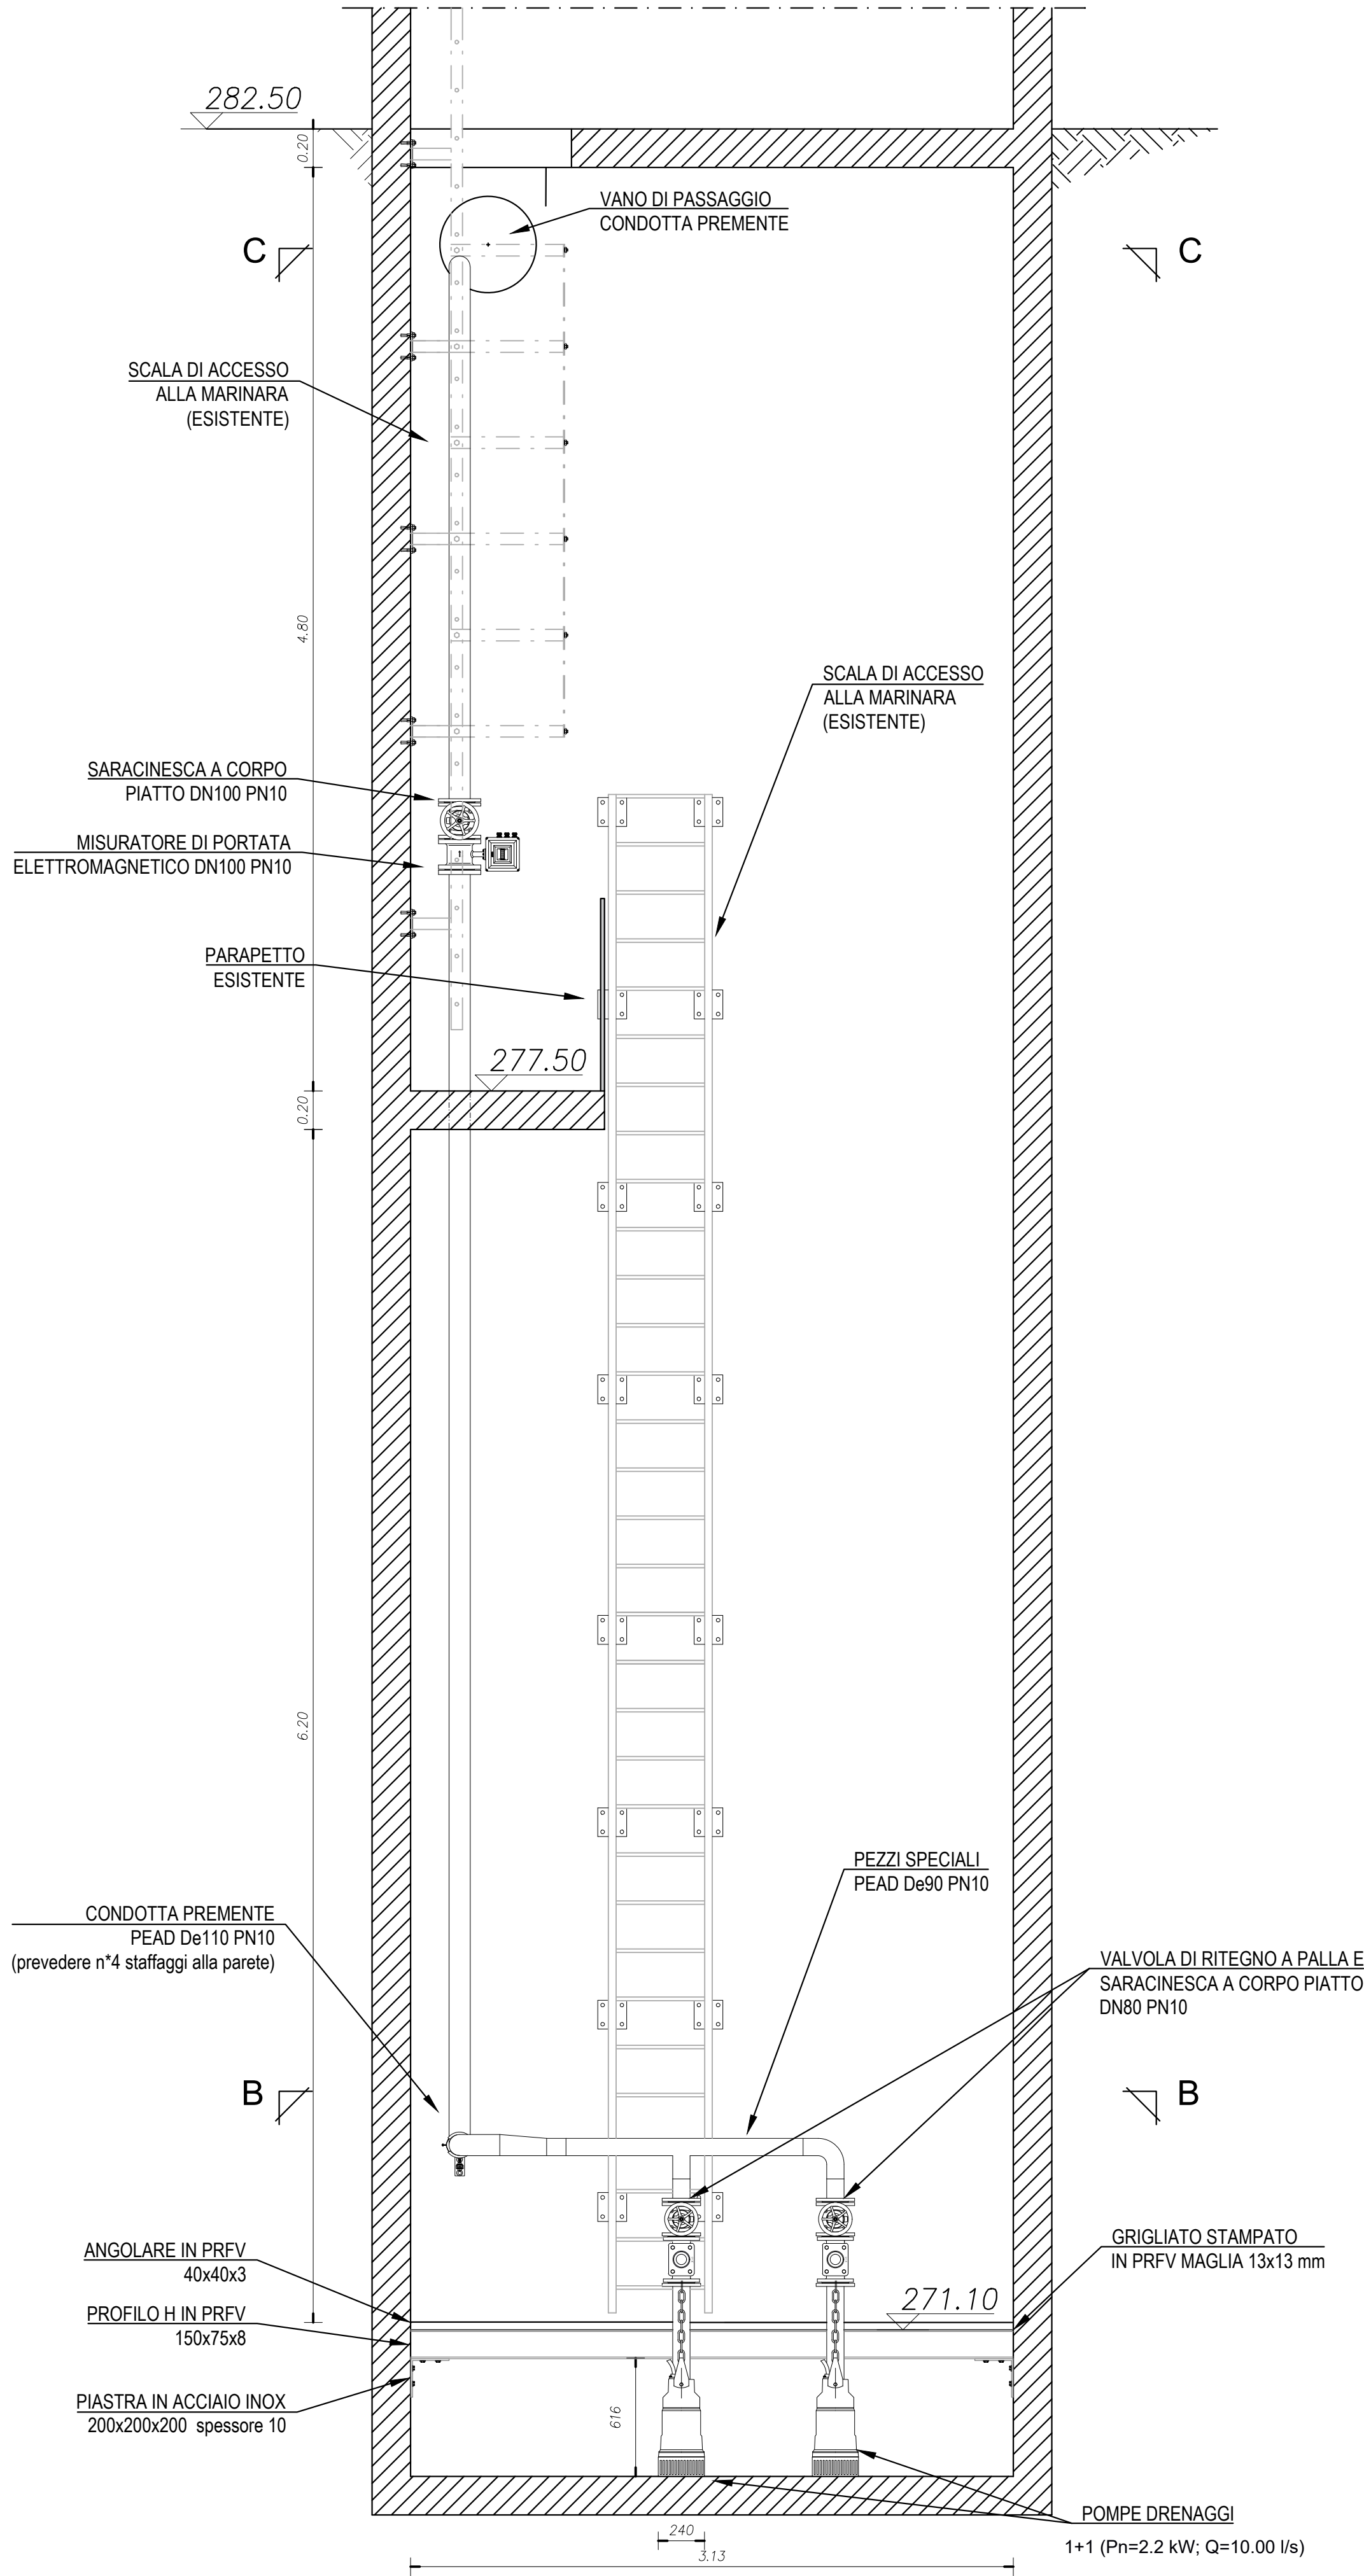 282.50
0.20
VANO DI PASSAGGIO
CONDOTTA PREMENTE
C
C
SCALA DI ACCESSO
ALLA MARINARA
(ESISTENTE)
4.80
SCALA DI ACCESSO
ALLA MARINARA
(ESISTENTE)
SARACINESCA A CORPO
PIATTO DN100 PN10
MISURATORE DI PORTATA
ELETTROMAGNETICO DN100 PN10
PARAPETTO
ESISTENTE
277.50
0.20
6.20
PEZZI SPECIALI
PEAD De90 PN10
CONDOTTA PREMENTE
PEAD De110 PN10
(prevedere n*4 staffaggi alla parete)
VALVOLA DI RITEGNO A PALLA E
SARACINESCA A CORPO PIATTO
DN80 PN10
B
B
ANGOLARE IN PRFV
40x40x3
GRIGLIATO STAMPATO
IN PRFV MAGLIA 13x13 mm
271.10
PROFILO H IN PRFV
150x75x8
PIASTRA IN ACCIAIO INOX
200x200x200 spessore 10
616
POMPE DRENAGGI
1+1 (Pn=2.2 kW; Q=10.00 l/s)
240
3.13